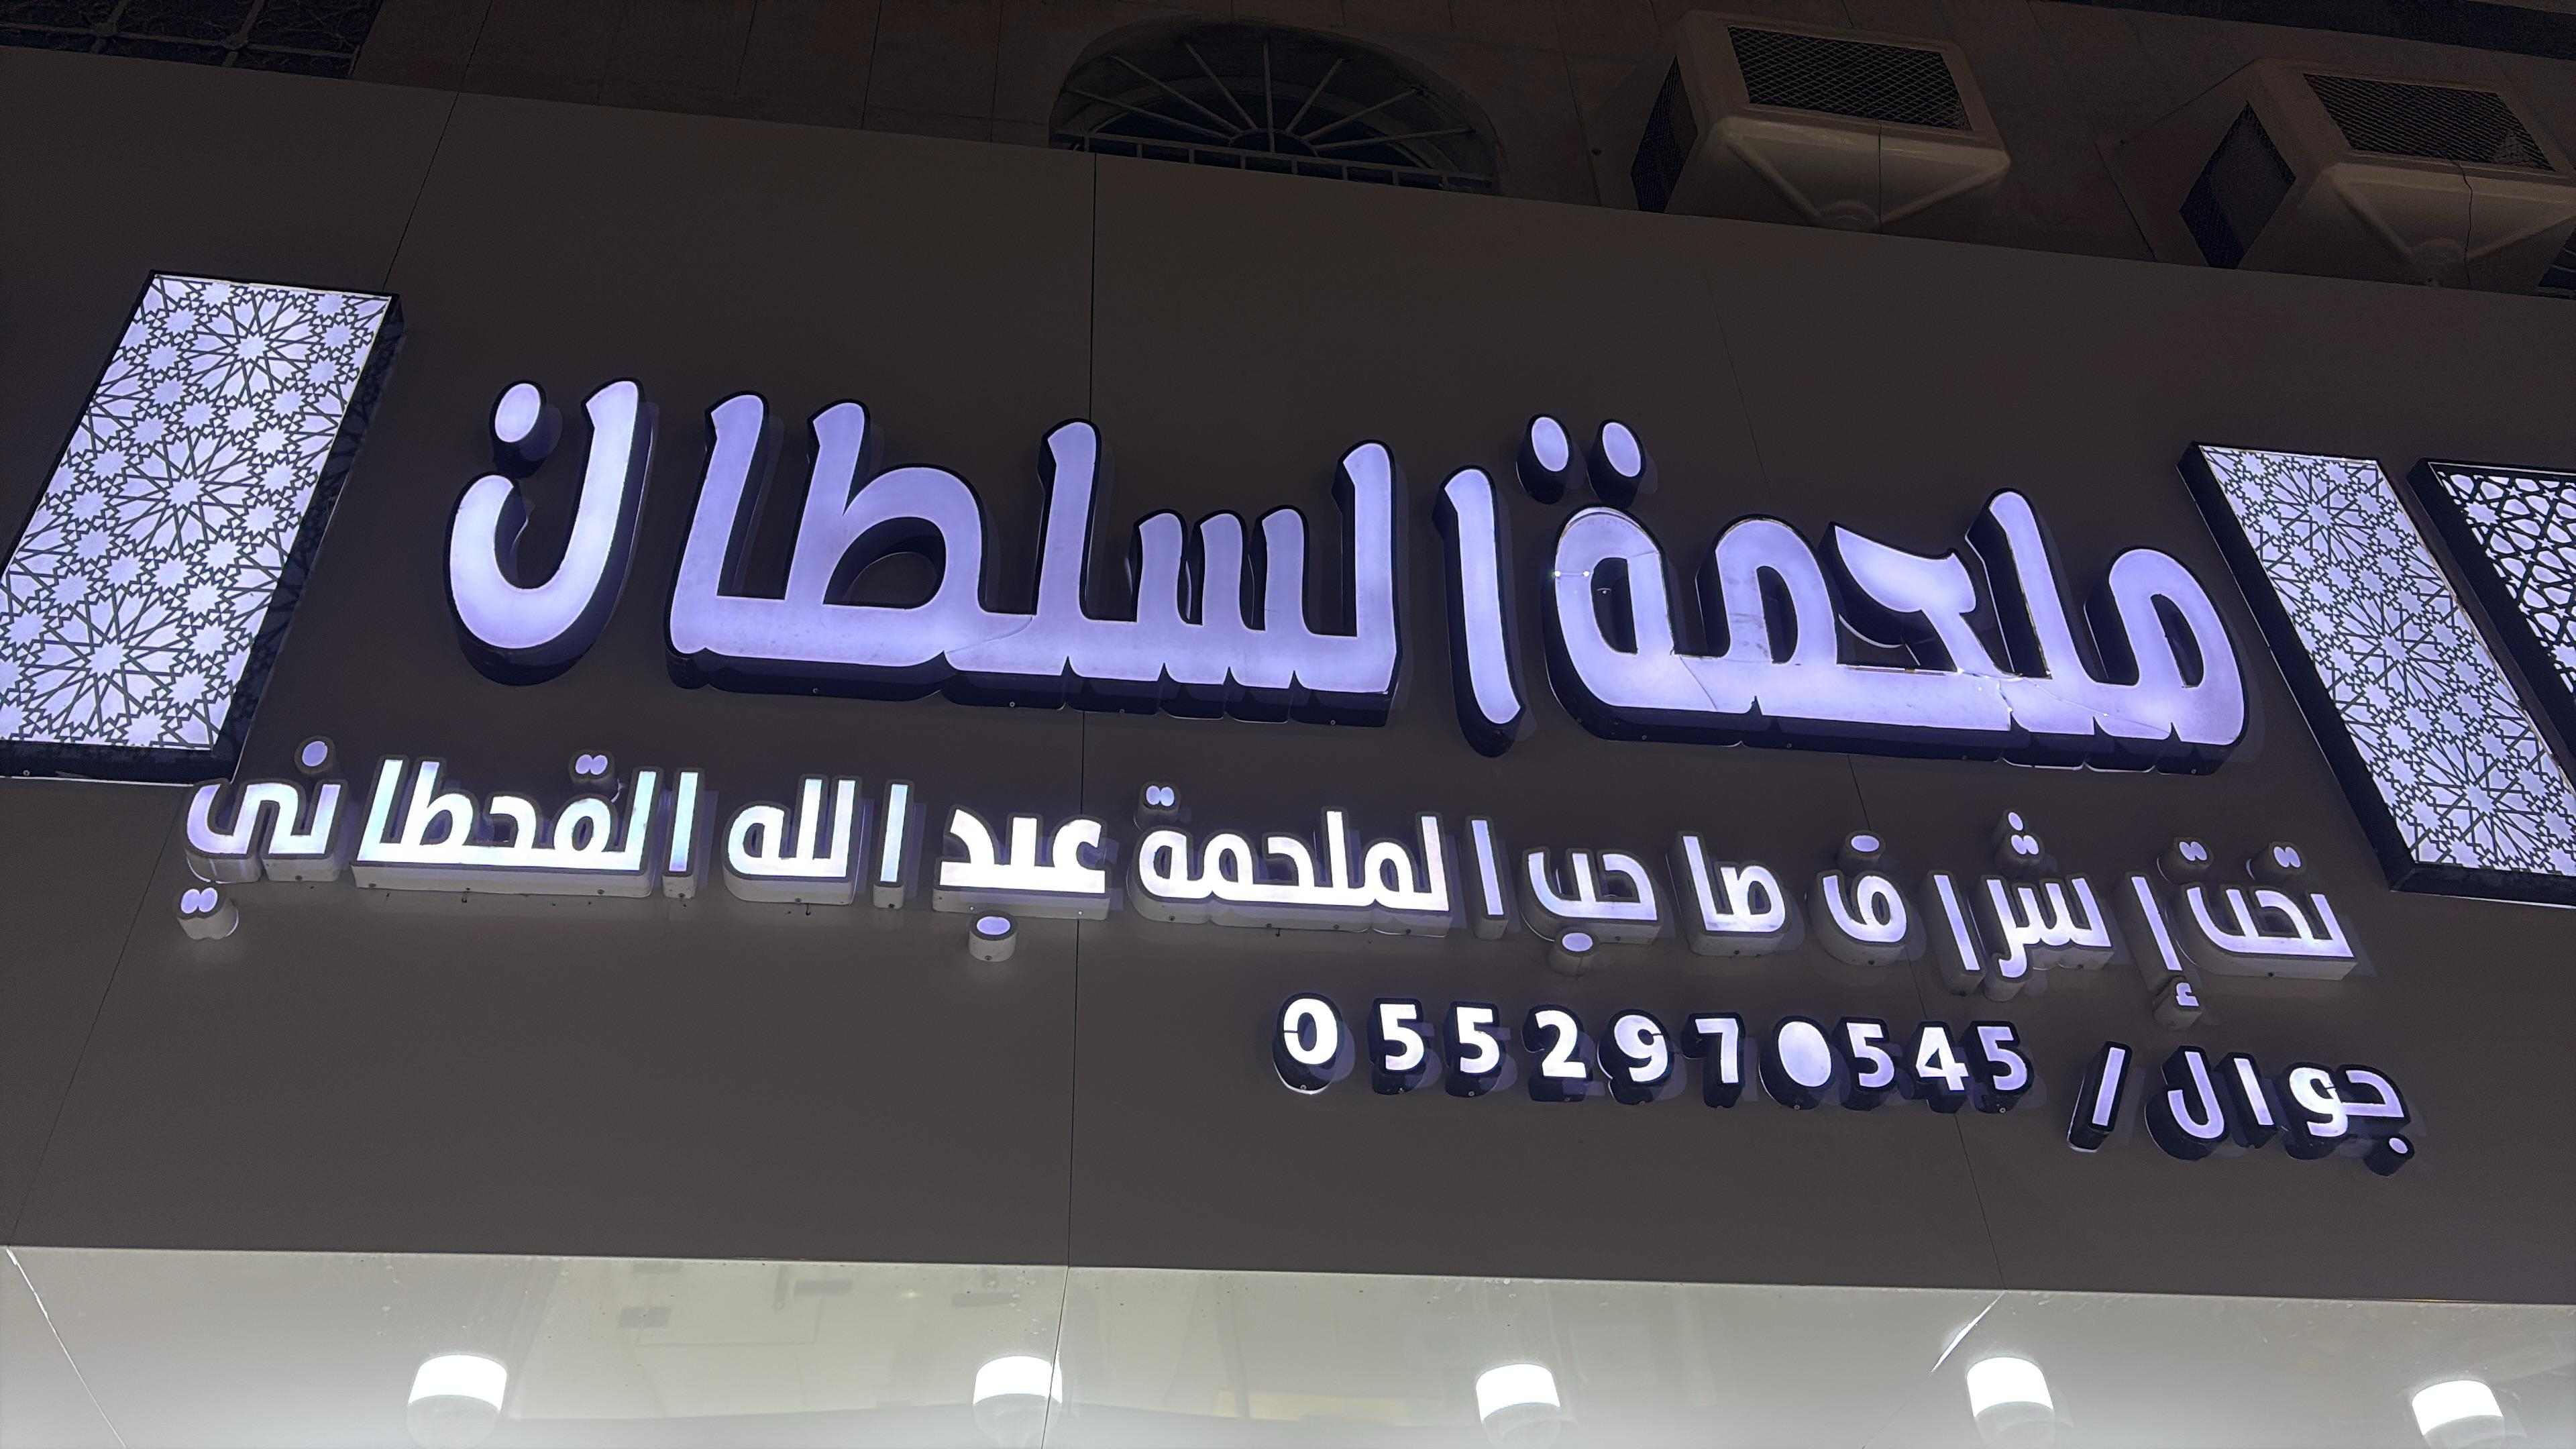 ملحمة السلطان
تحت إشراف صاحب الملحمة عبد الله القحطاني
جوال / 0552970545